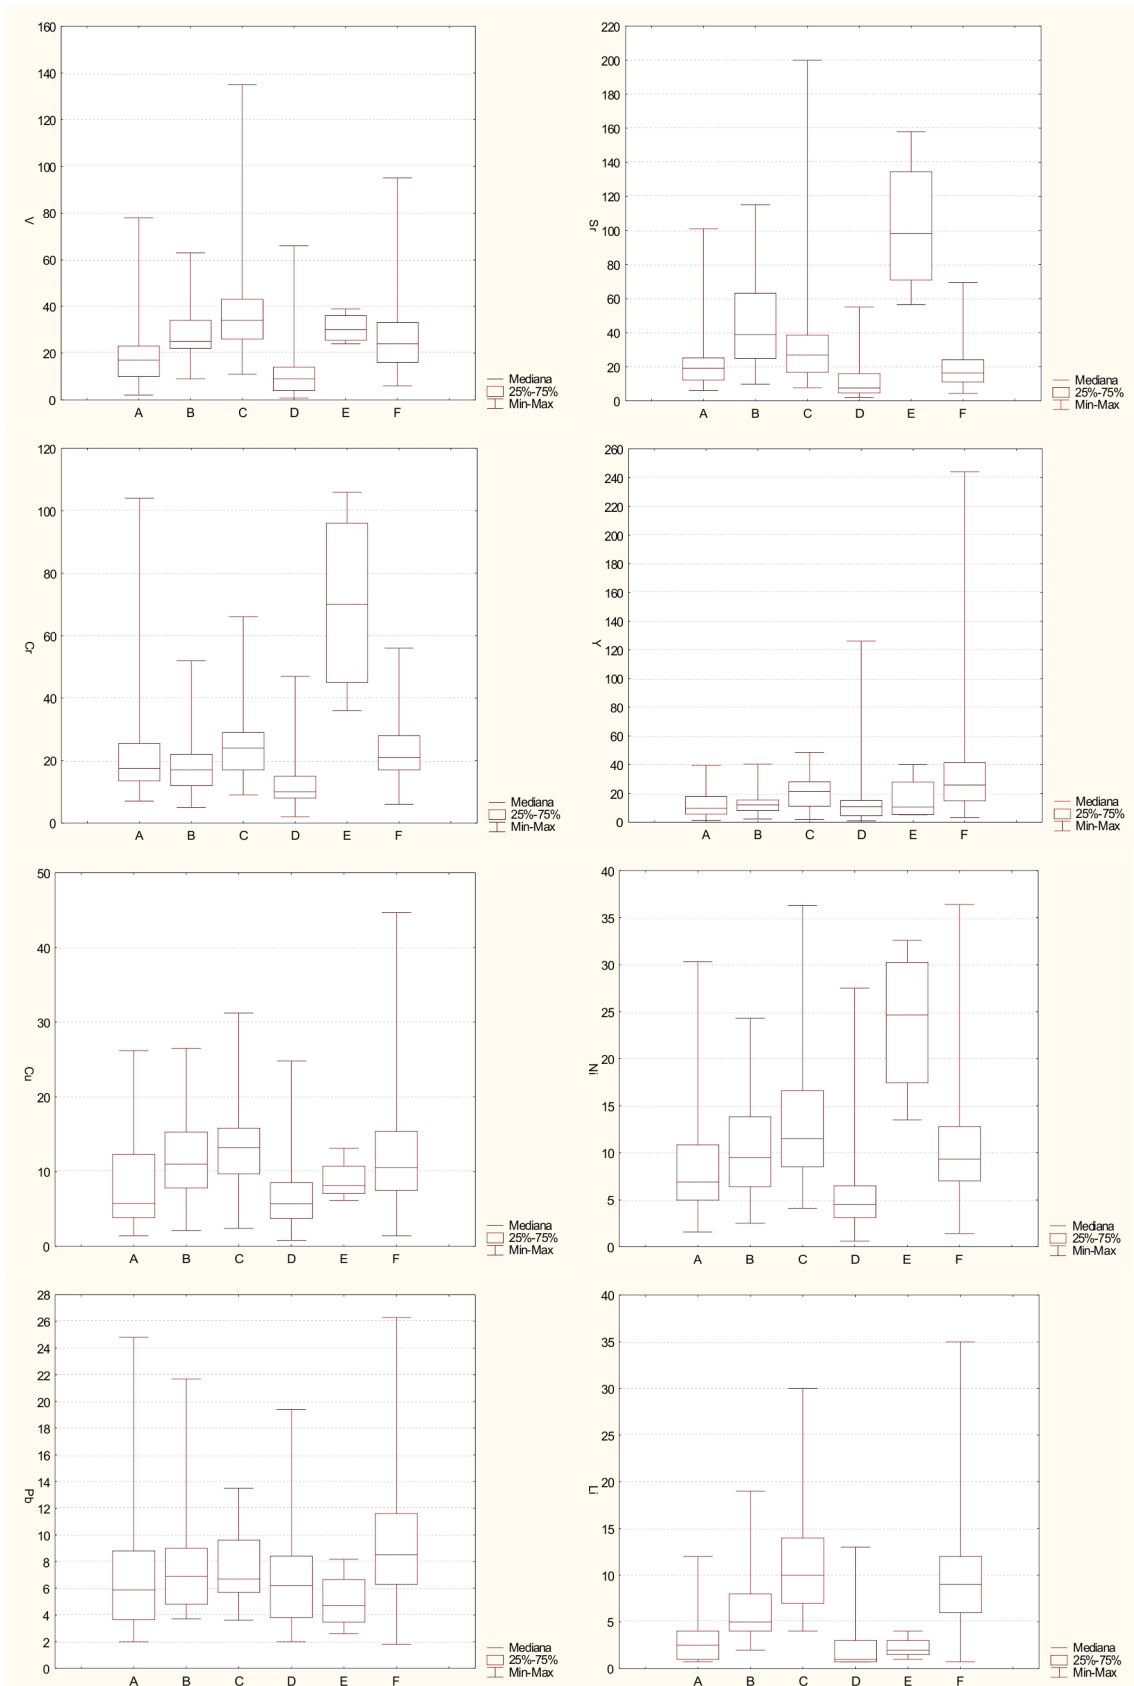 160
140
120
100
80
60
40
20
0
V
A B C D E F
Mediana
25%-75%
Min-Max
220
200
180
160
140
120
100
80
60
40
20
0
Sr
A B C D E F
Mediana
25%-75%
Min-Max
120
100
80
60
40
20
0
Cr
A B C D E F
Mediana
25%-75%
Min-Max
260
240
220
200
180
160
140
120
100
80
60
40
20
0
Y
A B C D E F
Mediana
25%-75%
Min-Max
50
40
30
20
10
0
Cu
A B C D E F
Mediana
25%-75%
Min-Max
40
35
30
25
20
15
10
5
0
Ni
A B C D E F
Mediana
25%-75%
Min-Max
28
26
24
22
20
18
16
14
12
10
8
6
4
2
0
Pb
A B C D E F
Mediana
25%-75%
Min-Max
40
35
30
25
20
15
10
5
0
Li
A B C D E F
Mediana
25%-75%
Min-Max